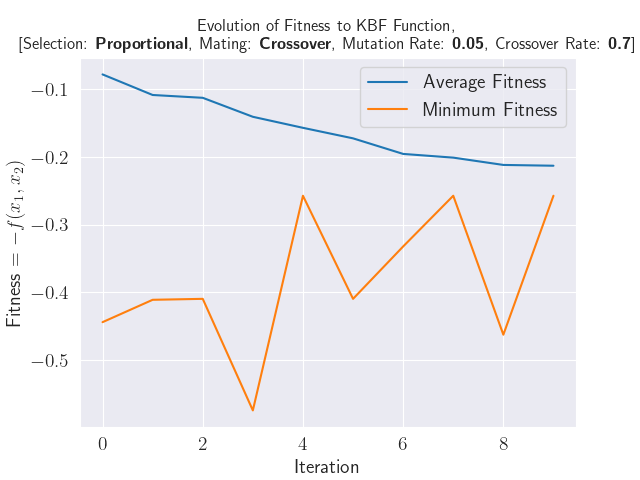 Evolution of Fitness to KBF Function,
[Selection: Proportional, Mating: Crossover, Mutation Rate: 0.05, Crossover Rate: 0.7]
Average Fitness
Minimum Fitness
−0.1
−0.2
−0.3
−0.4
−0.5
Fitness = −f(x₁, x₂)
0 2 4 6 8
Iteration